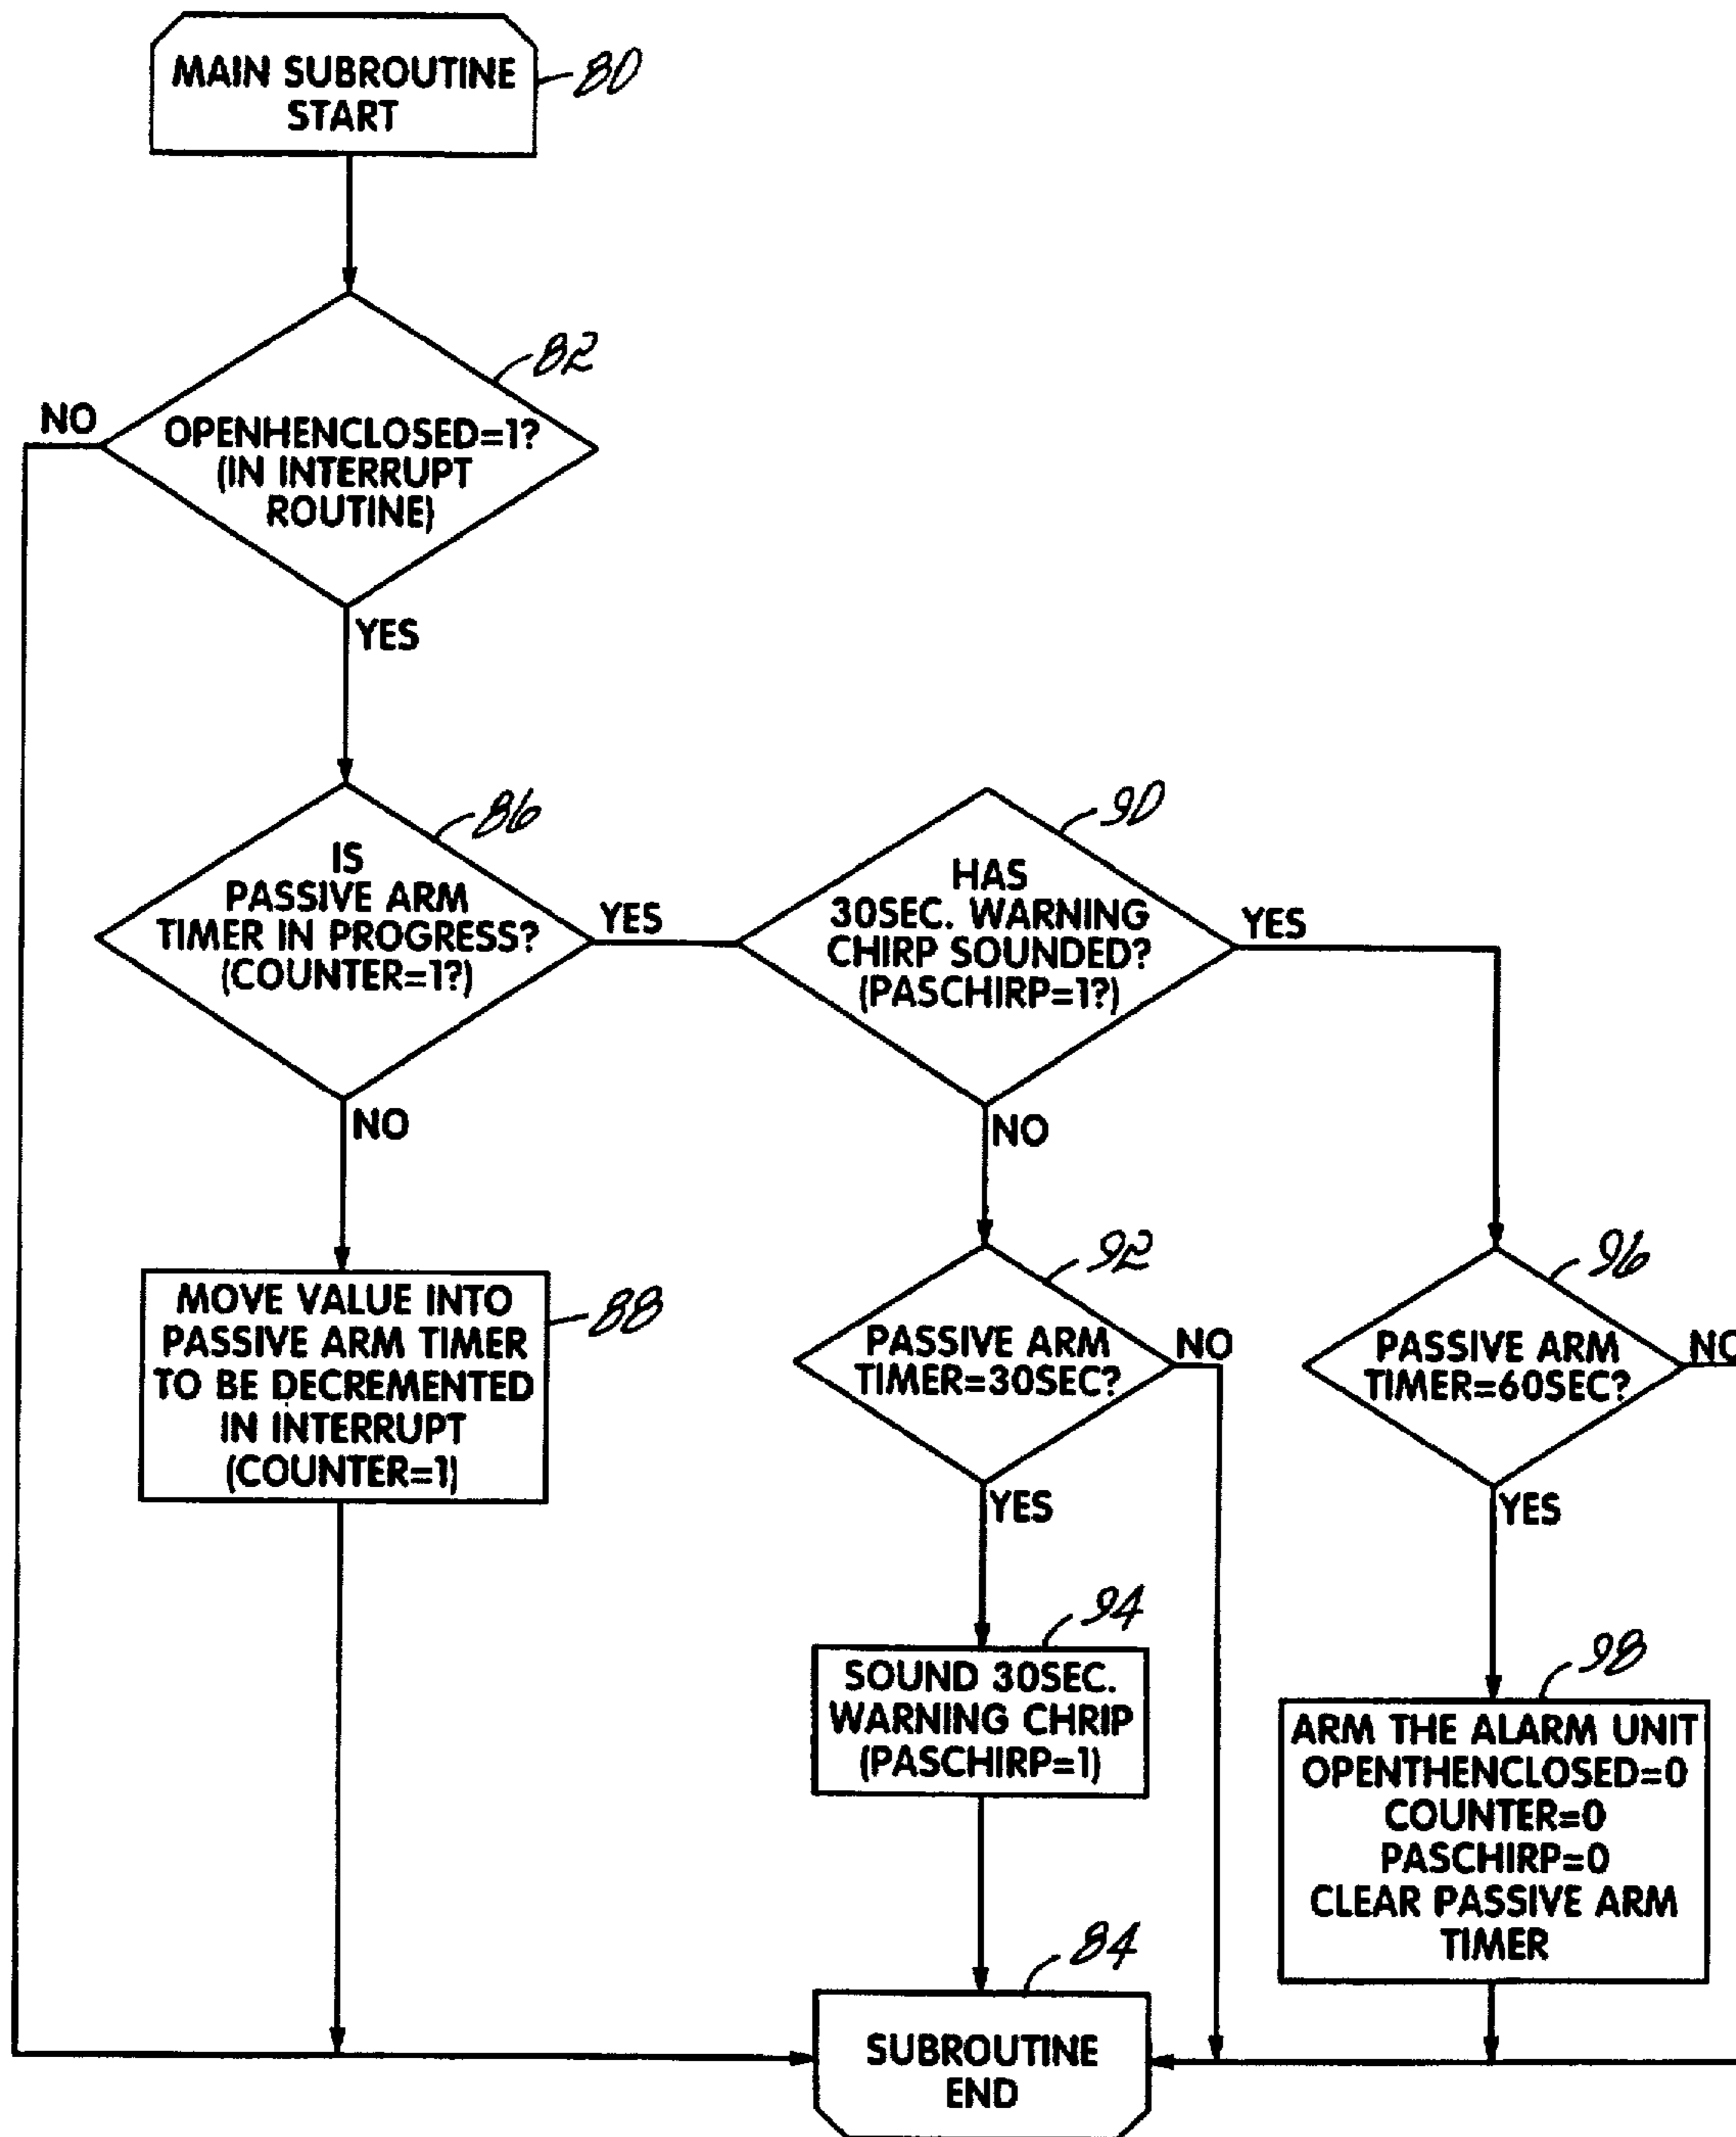 MAIN SUBROUTINE
START
80
82
NO
OPENHENCLOSED=1?
(IN INTERRUPT
ROUTINE)
YES
86
IS
PASSIVE ARM
TIMER IN PROGRESS?
(COUNTER=1?)
YES
NO
90
HAS
30SEC. WARNING
CHIRP SOUNDED?
(PASCHIRP=1?)
YES
NO
88
MOVE VALUE INTO
PASSIVE ARM TIMER
TO BE DECREMENTED
IN INTERRUPT
(COUNTER=1)
92
PASSIVE ARM
TIMER=30SEC?
NO
YES
96
PASSIVE ARM
TIMER=60SEC?
NO
YES
94
SOUND 30SEC.
WARNING CHRIP
(PASCHIRP=1)
98
ARM THE ALARM UNIT
OPENTHENCLOSED=0
COUNTER=0
PASCHIRP=0
CLEAR PASSIVE ARM
TIMER
84
SUBROUTINE
END